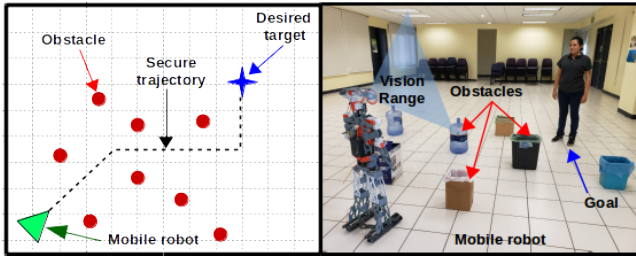 Desired
target
Obstacle
Secure
trajectory
Mobile robot
Vision
Range
Obstacles
Goal
Mobile robot